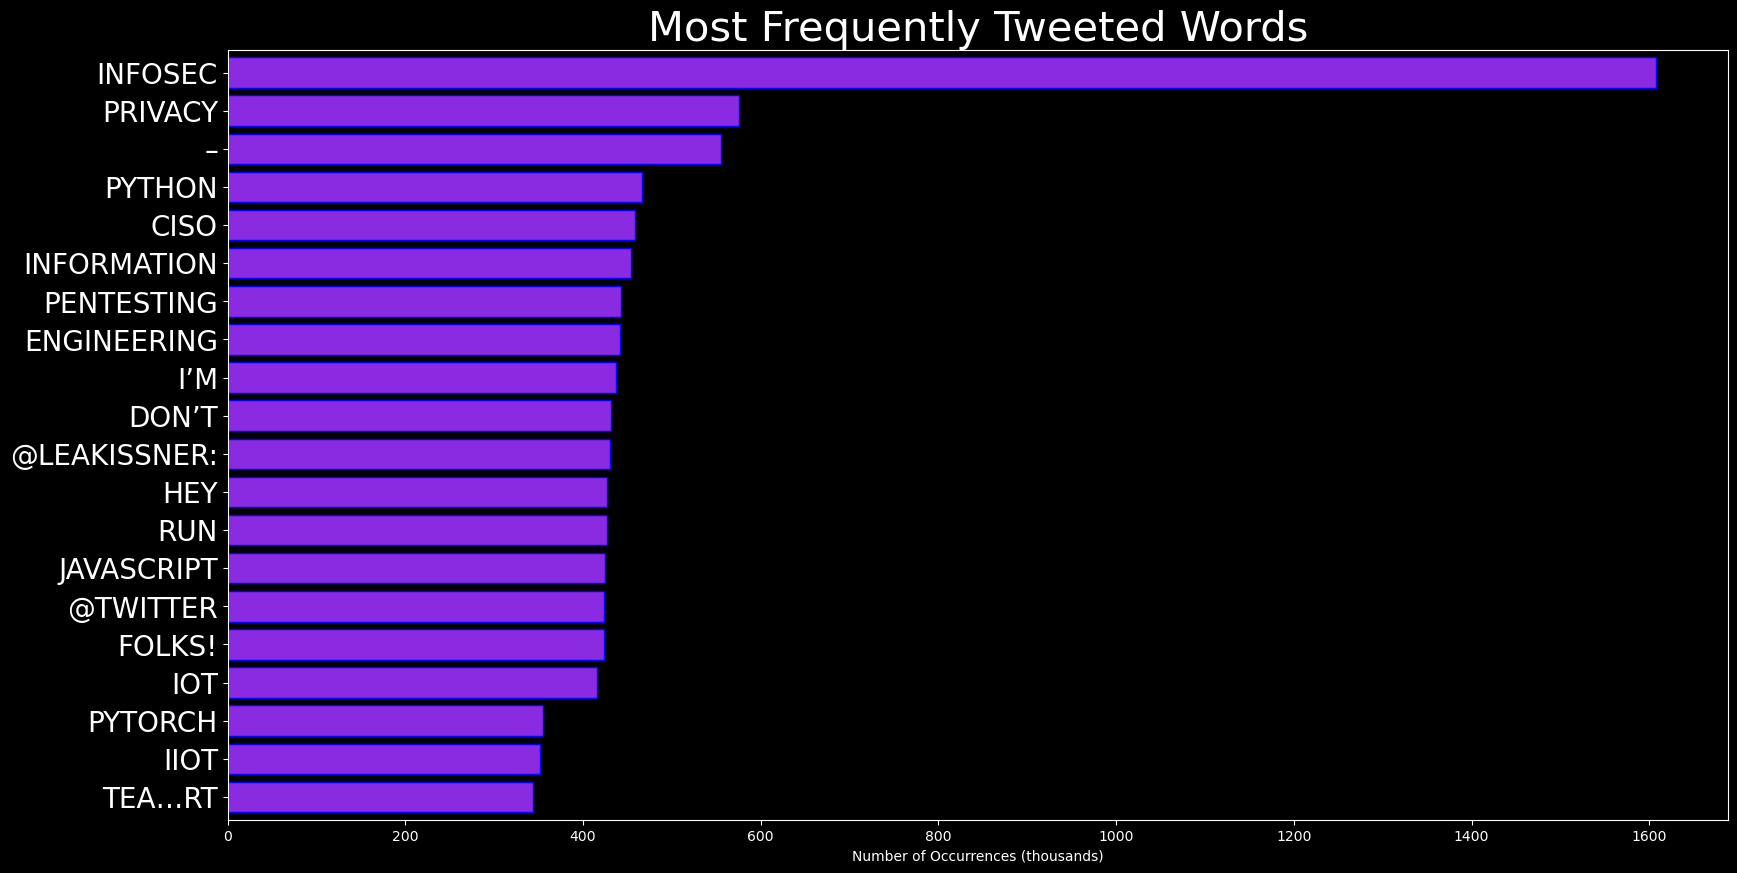 Most Frequently Tweeted Words
INFOSEC
PRIVACY
–
PYTHON
CISO
INFORMATION
PENTESTING
ENGINEERING
I’M
DON’T
@LEAKISSNER:
HEY
RUN
JAVASCRIPT
@TWITTER
FOLKS!
IOT
PYTORCH
IIOT
TEA…RT
0 200 400 600 800 1000 1200 1400 1600
Number of Occurrences (thousands)